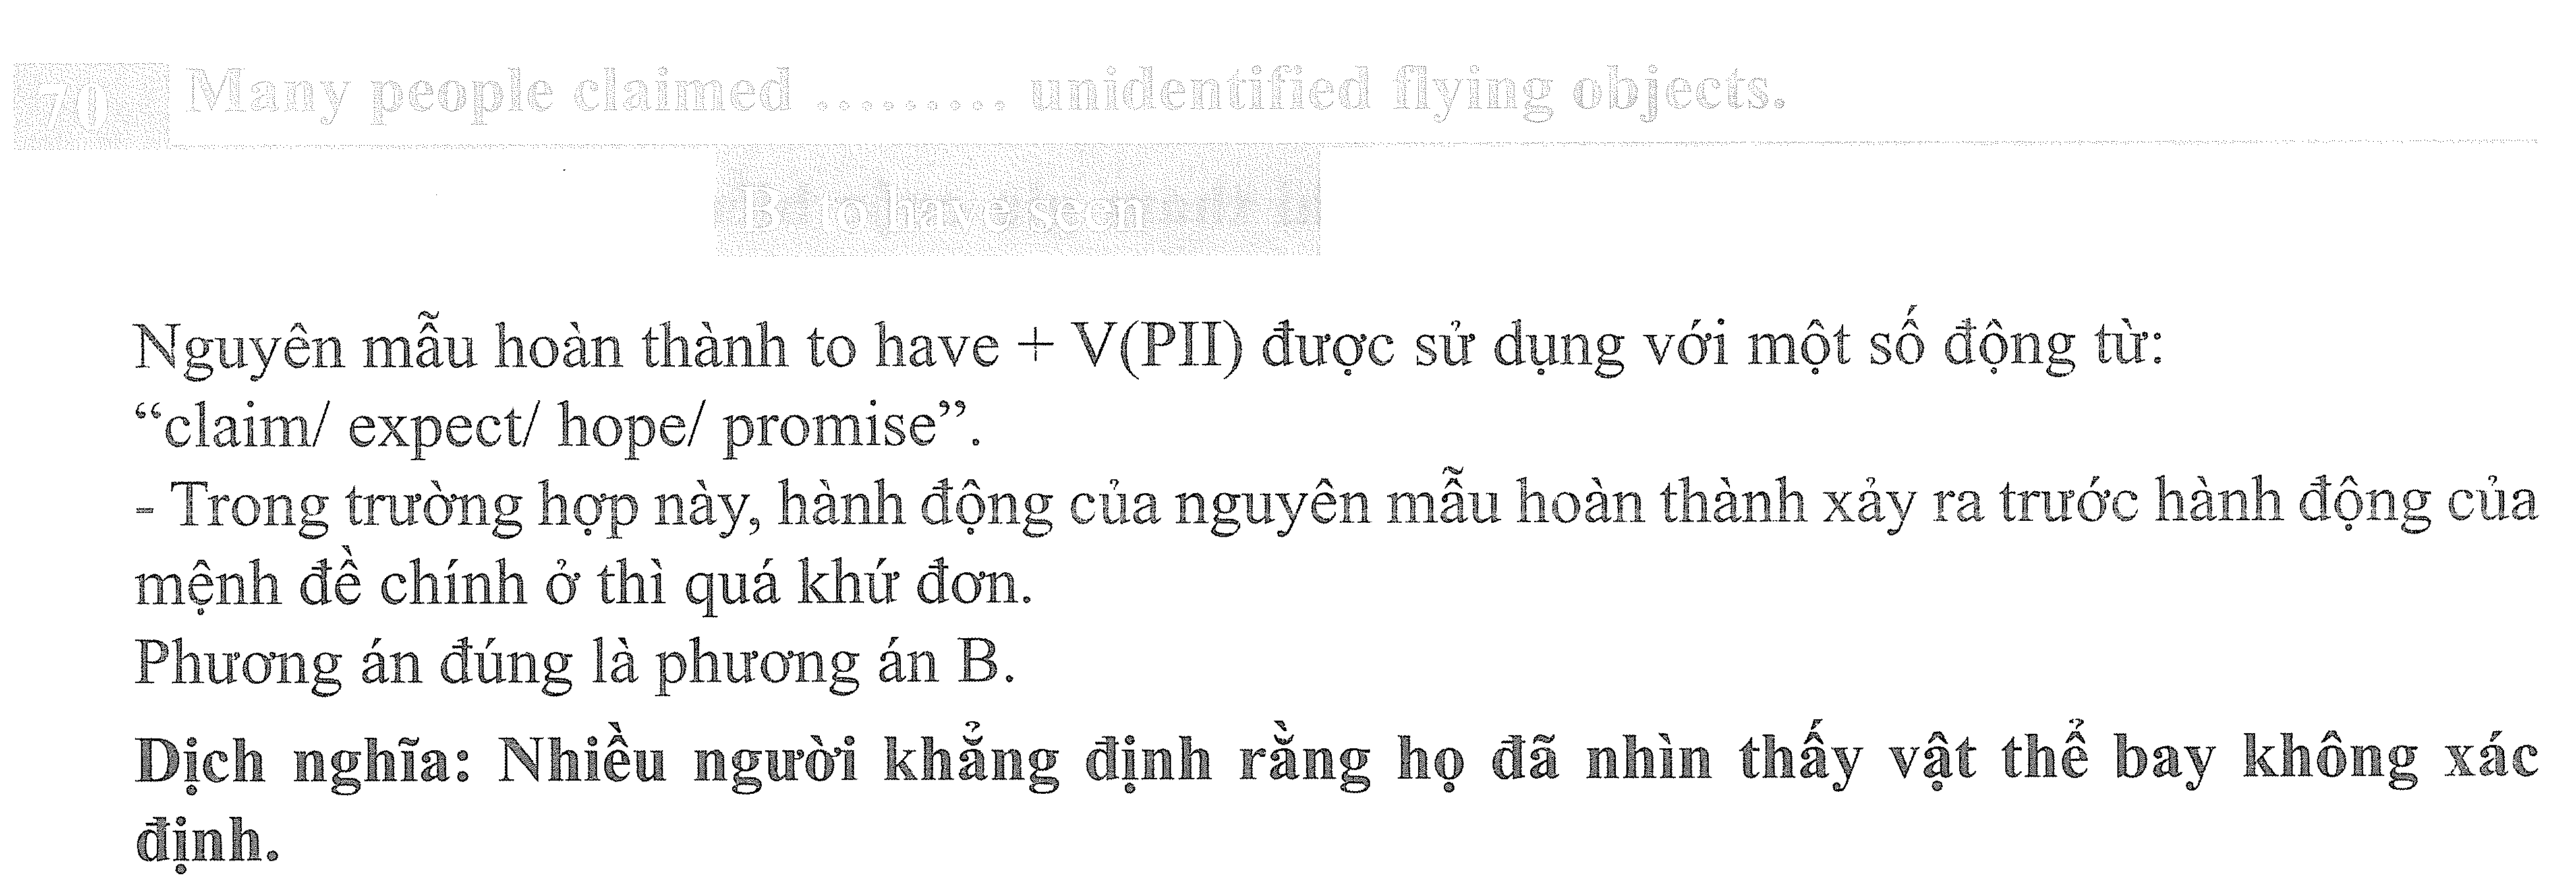 70 Many people claimed ......... unidentified flying objects.
B. to have seen
Nguyên mẫu hoàn thành to have + V(PII) được sử dụng với một số động từ:
“claim/ expect/ hope/ promise”.
- Trong trường hợp này, hành động của nguyên mẫu hoàn thành xảy ra trước hành động của
mệnh đề chính ở thì quá khứ đơn.
Phương án đúng là phương án B.
Dịch nghĩa: Nhiều người khẳng định rằng họ đã nhìn thấy vật thể bay không xác
định.